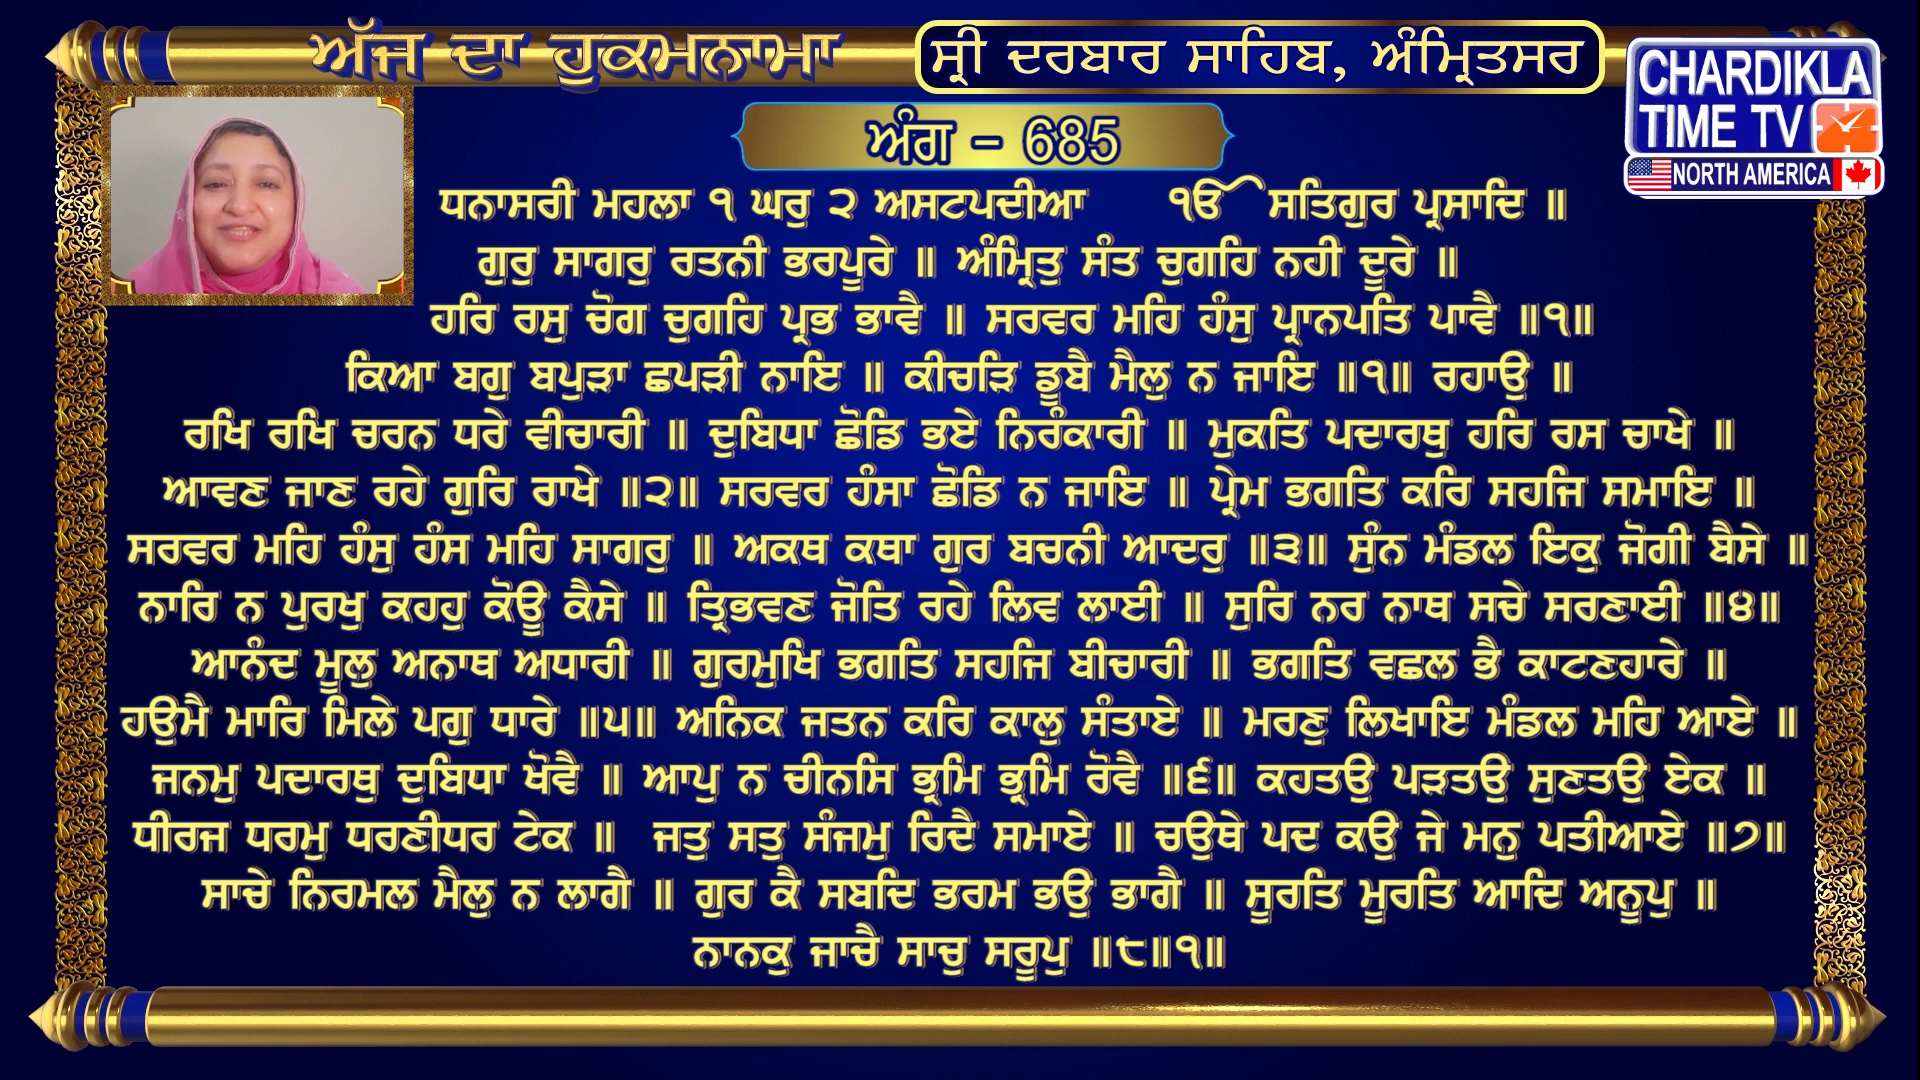 ਅੱਜ ਦਾ ਹੁਕਮਨਾਮਾ
ਸ੍ਰੀ ਦਰਬਾਰ ਸਾਹਿਬ, ਅੰਮ੍ਰਿਤਸਰ
CHARDIKLA
TIME TV
NORTH AMERICA
ਅੰਗ – 685
ਧਨਾਸਰੀ ਮਹਲਾ ੧ ਘਰੁ ੨ ਅਸਟਪਦੀਆ ੴ ਸਤਿਗੁਰ ਪ੍ਰਸਾਦਿ ॥
ਗੁਰੁ ਸਾਗਰੁ ਰਤਨੀ ਭਰਪੂਰੇ ॥ ਅੰਮ੍ਰਿਤੁ ਸੰਤ ਚੁਗਹਿ ਨਹੀ ਦੂਰੇ ॥
ਹਰਿ ਰਸੁ ਚੋਗ ਚੁਗਹਿ ਪ੍ਰਭ ਭਾਵੈ ॥ ਸਰਵਰ ਮਹਿ ਹੰਸੁ ਪ੍ਰਾਨਪਤਿ ਪਾਵੈ ॥੧॥
ਕਿਆ ਬਗੁ ਬਪੁੜਾ ਛਪੜੀ ਨਾਇ ॥ ਕੀਚੜਿ ਡੂਬੈ ਮੈਲੁ ਨ ਜਾਇ ॥੧॥ ਰਹਾਉ ॥
ਰਖਿ ਰਖਿ ਚਰਨ ਧਰੇ ਵੀਚਾਰੀ ॥ ਦੁਬਿਧਾ ਛੋਡਿ ਭਏ ਨਿਰੰਕਾਰੀ ॥ ਮੁਕਤਿ ਪਦਾਰਥੁ ਹਰਿ ਰਸ ਚਾਖੇ ॥
ਆਵਣ ਜਾਣ ਰਹੇ ਗੁਰਿ ਰਾਖੇ ॥੨॥ ਸਰਵਰ ਹੰਸਾ ਛੋਡਿ ਨ ਜਾਇ ॥ ਪ੍ਰੇਮ ਭਗਤਿ ਕਰਿ ਸਹਜਿ ਸਮਾਇ ॥
ਸਰਵਰ ਮਹਿ ਹੰਸੁ ਹੰਸ ਮਹਿ ਸਾਗਰੁ ॥ ਅਕਥ ਕਥਾ ਗੁਰ ਬਚਨੀ ਆਦਰੁ ॥੩॥ ਸੁੰਨ ਮੰਡਲ ਇਕੁ ਜੋਗੀ ਬੈਸੇ ॥
ਨਾਰਿ ਨ ਪੁਰਖੁ ਕਹਹੁ ਕੋਊ ਕੈਸੇ ॥ ਤ੍ਰਿਭਵਣ ਜੋਤਿ ਰਹੇ ਲਿਵ ਲਾਈ ॥ ਸੁਰਿ ਨਰ ਨਾਥ ਸਚੇ ਸਰਣਾਈ ॥੪॥
ਆਨੰਦ ਮੂਲੁ ਅਨਾਥ ਅਧਾਰੀ ॥ ਗੁਰਮੁਖਿ ਭਗਤਿ ਸਹਜਿ ਬੀਚਾਰੀ ॥ ਭਗਤਿ ਵਛਲ ਭੈ ਕਾਟਣਹਾਰੇ ॥
ਹਉਮੈ ਮਾਰਿ ਮਿਲੇ ਪਗੁ ਧਾਰੇ ॥੫॥ ਅਨਿਕ ਜਤਨ ਕਰਿ ਕਾਲੁ ਸੰਤਾਏ ॥ ਮਰਣੁ ਲਿਖਾਇ ਮੰਡਲ ਮਹਿ ਆਏ ॥
ਜਨਮੁ ਪਦਾਰਥੁ ਦੁਬਿਧਾ ਖੋਵੈ ॥ ਆਪੁ ਨ ਚੀਨਸਿ ਭ੍ਰਮਿ ਭ੍ਰਮਿ ਰੋਵੈ ॥੬॥ ਕਹਤਉ ਪੜਤਉ ਸੁਣਤਉ ਏਕ ॥
ਧੀਰਜ ਧਰਮੁ ਧਰਣੀਧਰ ਟੇਕ ॥ ਜਤੁ ਸਤੁ ਸੰਜਮੁ ਰਿਦੈ ਸਮਾਏ ॥ ਚਉਥੇ ਪਦ ਕਉ ਜੇ ਮਨੁ ਪਤੀਆਏ ॥੭॥
ਸਾਚੇ ਨਿਰਮਲ ਮੈਲੁ ਨ ਲਾਗੈ ॥ ਗੁਰ ਕੈ ਸਬਦਿ ਭਰਮ ਭਉ ਭਾਗੈ ॥ ਸੂਰਤਿ ਮੂਰਤਿ ਆਦਿ ਅਨੂਪੁ ॥
ਨਾਨਕੁ ਜਾਚੈ ਸਾਚੁ ਸਰੂਪੁ ॥੮॥੧॥